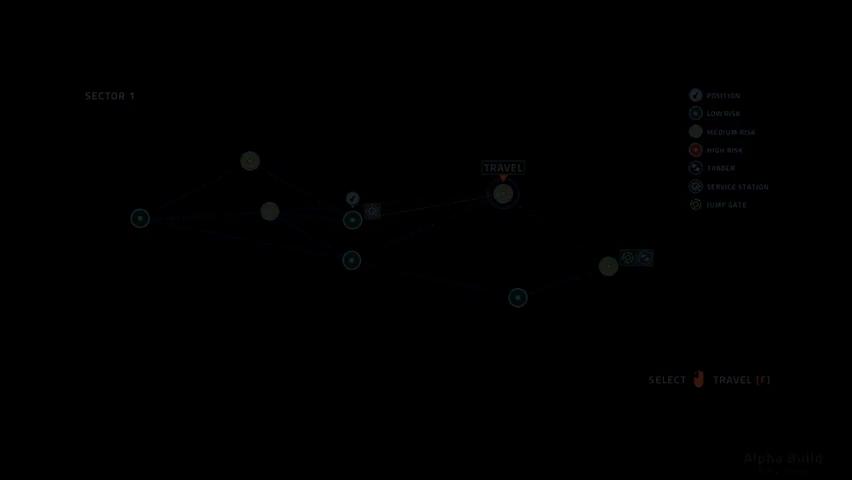 SECTOR 1
POSITION
LOW RISK
MEDIUM RISK
HIGH RISK
TRADER
SERVICE STATION
JUMP GATE
TRAVEL
SELECT TRAVEL [F]
Alpha Build